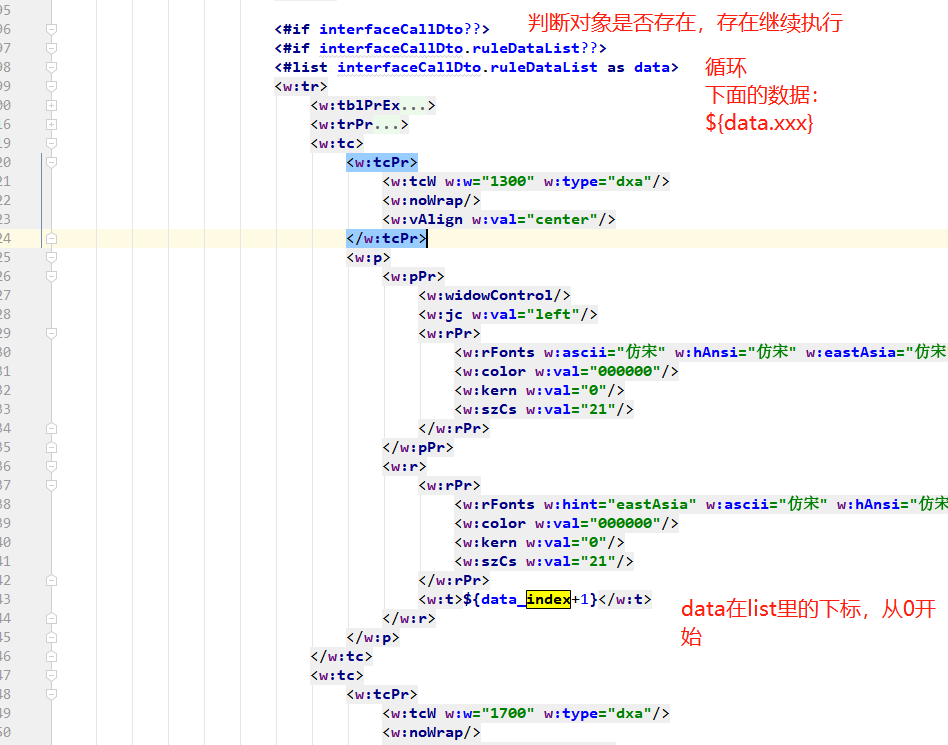 95
96 <#if interfaceCallDto??> 判断对象是否存在，存在继续执行
97 <#if interfaceCallDto.ruleDataList??>
98 <#list interfaceCallDto.ruleDataList as data> 循环
99 <w:tr> 下面的数据：
00 <w:tblPrEx...> ${data.xxx}
16 <w:trPr...>
19 <w:tc>
20 <w:tcPr>
21 <w:tcW w:w="1300" w:type="dxa"/>
22 <w:noWrap/>
23 <w:vAlign w:val="center"/>
24 </w:tcPr>
25 <w:p>
26 <w:pPr>
27 <w:widowControl/>
28 <w:jc w:val="left"/>
29 <w:rPr>
30 <w:rFonts w:ascii="仿宋" w:hAnsi="仿宋" w:eastAsia="仿宋
31 <w:color w:val="000000"/>
32 <w:kern w:val="0"/>
33 <w:szCs w:val="21"/>
34 </w:rPr>
35 </w:pPr>
36 <w:r>
37 <w:rPr>
38 <w:rFonts w:hint="eastAsia" w:ascii="仿宋" w:hAnsi="仿宋
39 <w:color w:val="000000"/>
40 <w:kern w:val="0"/>
41 <w:szCs w:val="21"/>
42 </w:rPr>
43 <w:t>${data_index+1}</w:t> data在list里的下标，从0开
44 </w:r> 始
45 </w:p>
46 </w:tc>
47 <w:tc>
48 <w:tcPr>
49 <w:tcW w:w="1700" w:type="dxa"/>
50 <w:noWrap/>